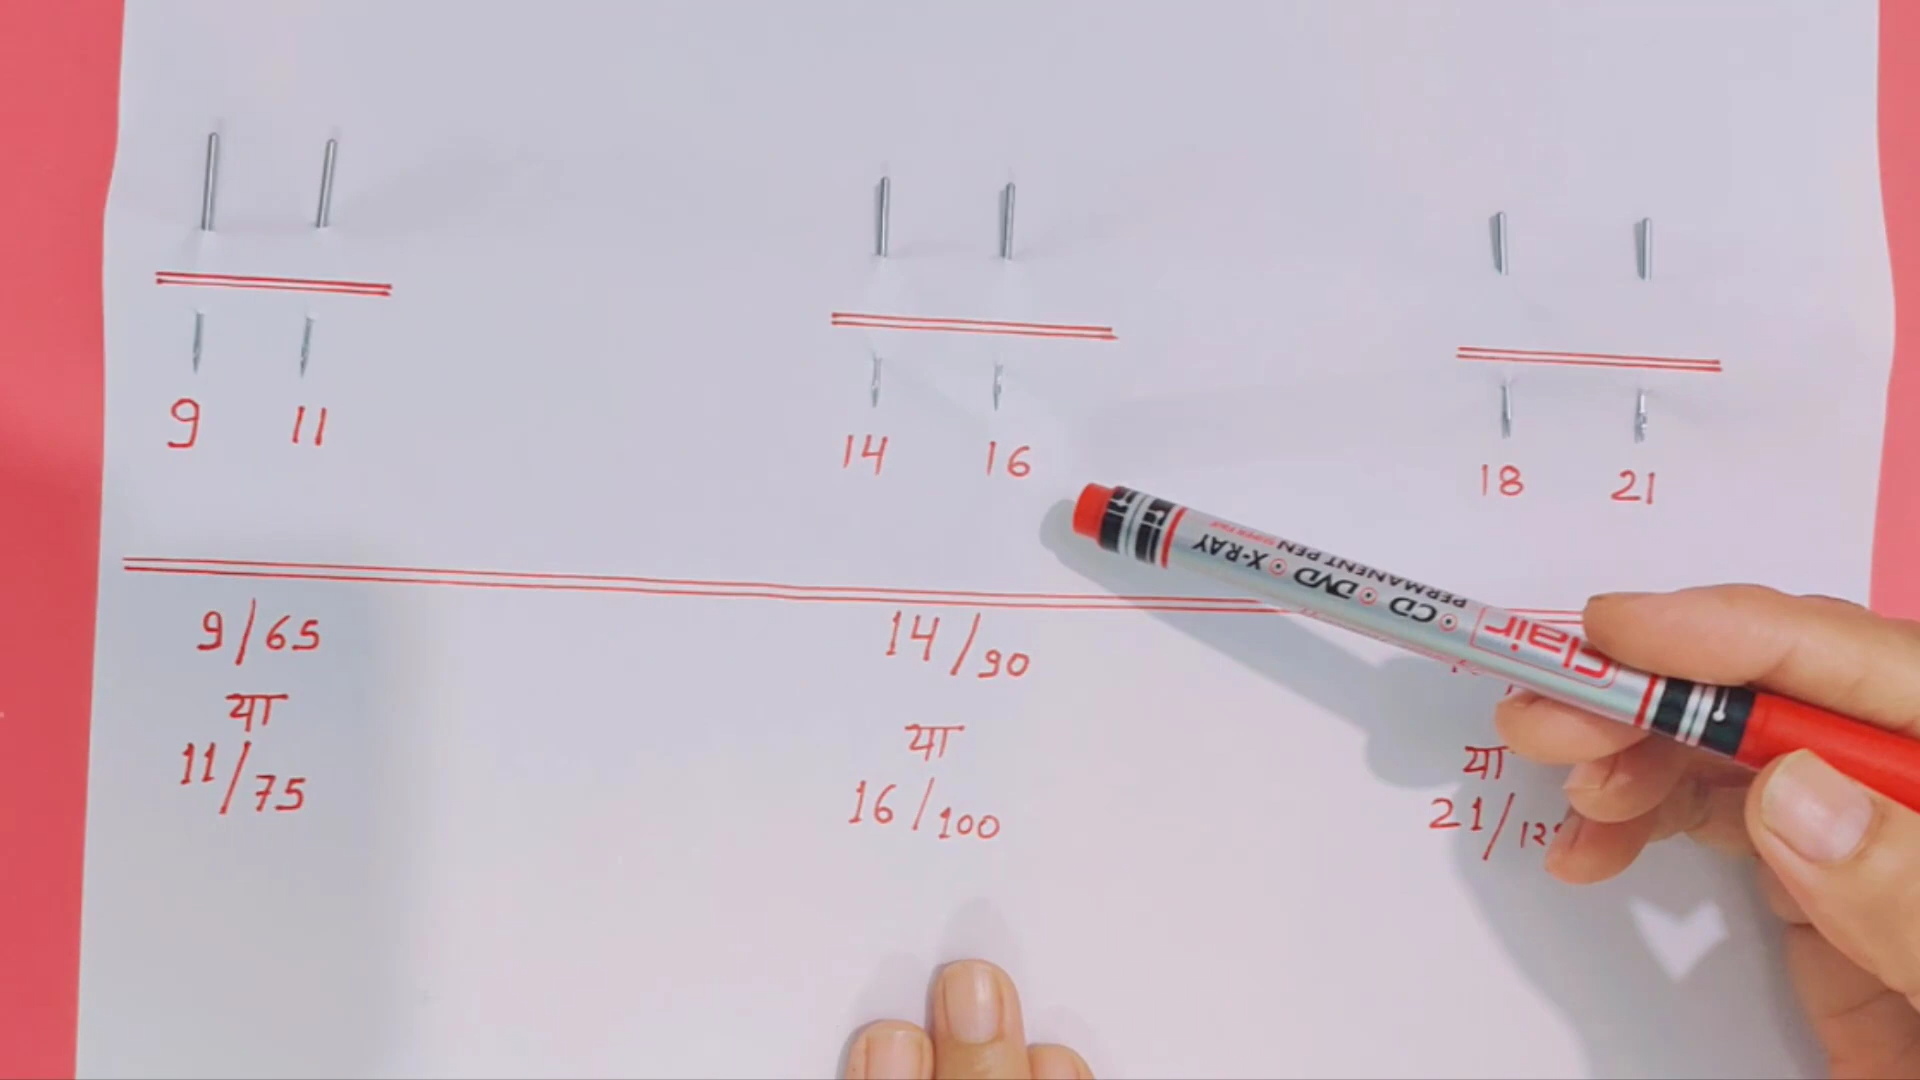 9 11
14 16
18 21
9/65
या
11/75
14/90
या
16/100
या
21/
X-RAY
CD DVD
PERMANENT PEN
Clair